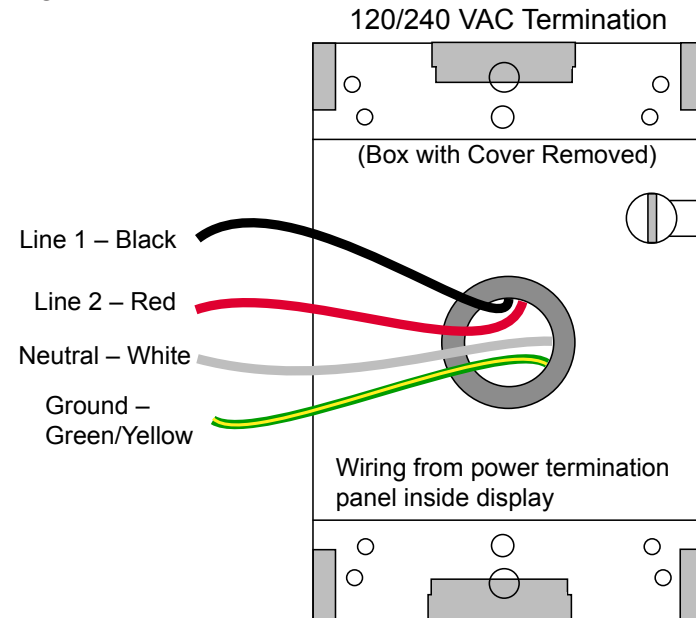 120/240 VAC Termination
(Box with Cover Removed)
Line 1 – Black
Line 2 – Red
Neutral – White
Ground –
Green/Yellow
Wiring from power termination
panel inside display